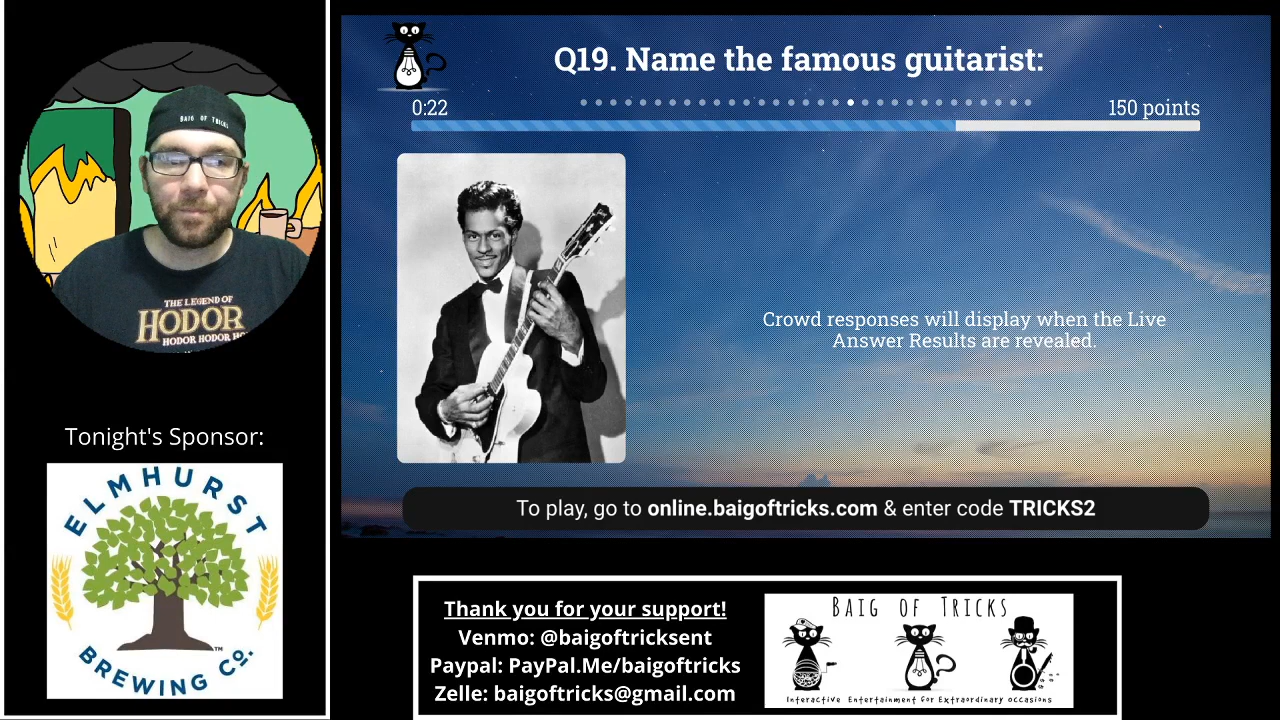 BAIG OF TRICKS
THE LEGEND OF
HODOR
HODOR HODOR HO
Tonight's Sponsor:
ELMHURST
BREWING CO.
TM
Q19. Name the famous guitarist:
0:22
150 points
Crowd responses will display when the Live
Answer Results are revealed.
To play, go to online.baigoftricks.com & enter code TRICKS2
Thank you for your support!
Venmo: @baigoftricksent
Paypal: PayPal.Me/baigoftricks
Zelle: baigoftricks@gmail.com
BAIG OF TRICKS
Interactive Entertainment for Extraordinary occasions